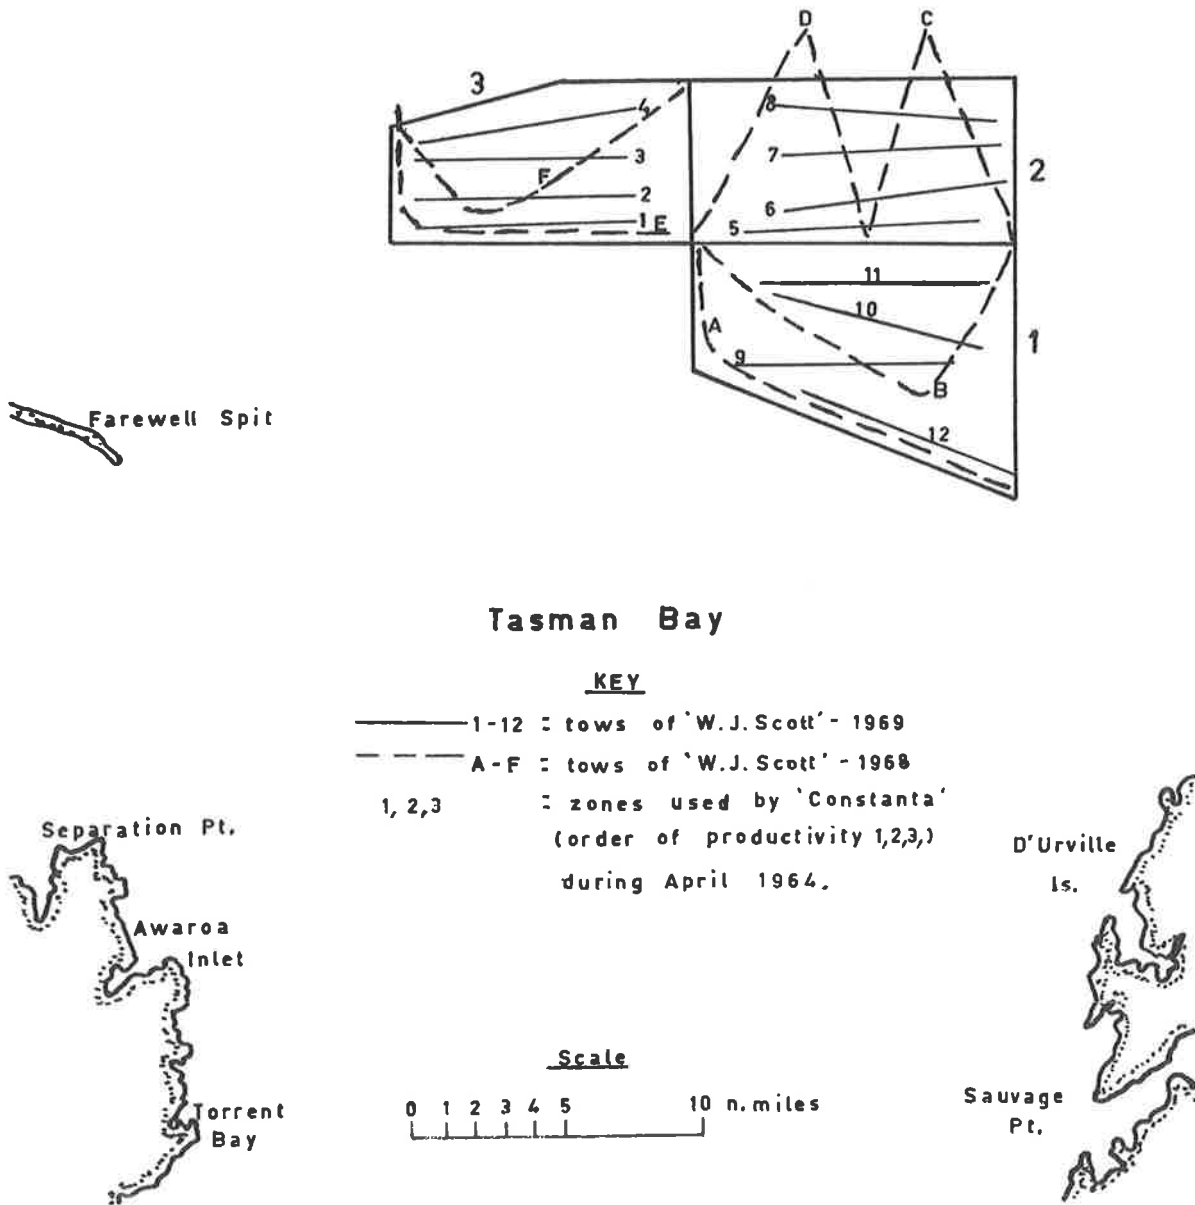 D
C
3
8
4
7
3
2
F
2
6
1
E
5
11
10
A
1
9
B
Farewell Spit
12
Tasman Bay
KEY
1-12 : tows of 'W.J.Scott' - 1969
A-F : tows of 'W.J.Scott' - 1968
1, 2,3 : zones used by 'Constanta'
(order of productivity 1,2,3,)
during April 1964.
Separation Pt.
D'Urville
Is.
Awaroa
Inlet
Scale
0 1 2 3 4 5 10 n.miles
Torrent
Bay
Sauvage
Pt.